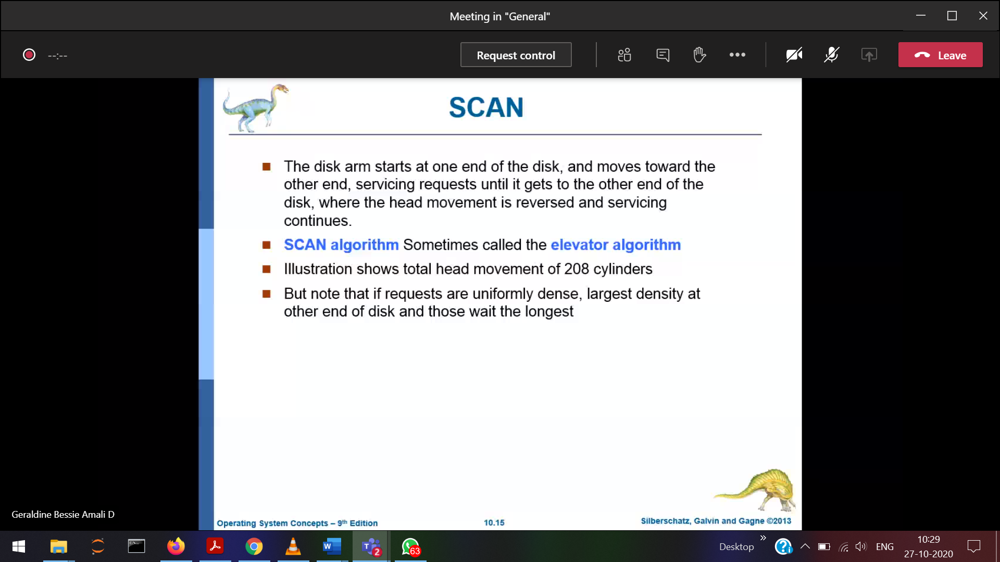 Meeting in "General"
--:--
Request control
Leave
SCAN
The disk arm starts at one end of the disk, and moves toward the
other end, servicing requests until it gets to the other end of the
disk, where the head movement is reversed and servicing
continues.
SCAN algorithm Sometimes called the elevator algorithm
Illustration shows total head movement of 208 cylinders
But note that if requests are uniformly dense, largest density at
other end of disk and those wait the longest
Geraldine Bessie Amali D
Operating System Concepts – 9th Edition
10.15
Silberschatz, Galvin and Gagne ©2013
W
T
2
63
Desktop
ENG
10:29
27-10-2020